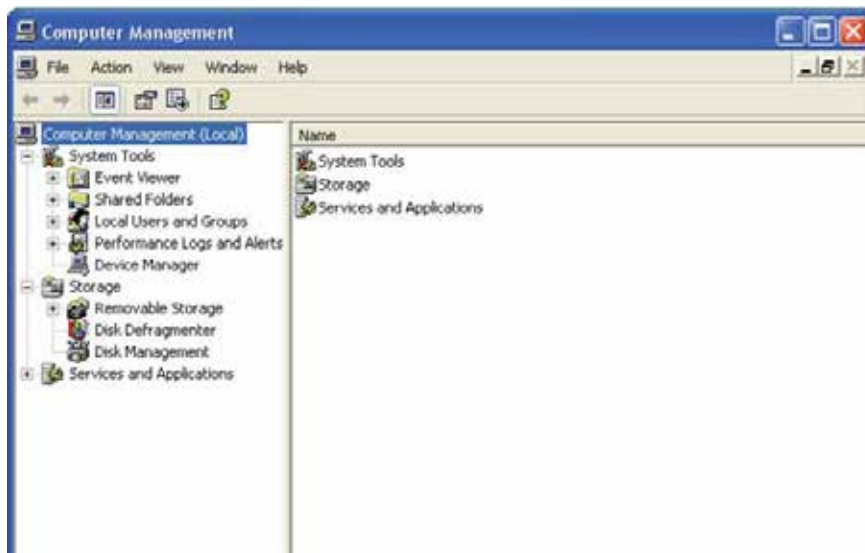 Computer Management
File Action View Window Help
Computer Management (Local)
System Tools
Event Viewer
Shared Folders
Local Users and Groups
Performance Logs and Alerts
Device Manager
Storage
Removable Storage
Disk Defragmenter
Disk Management
Services and Applications
Name
System Tools
Storage
Services and Applications